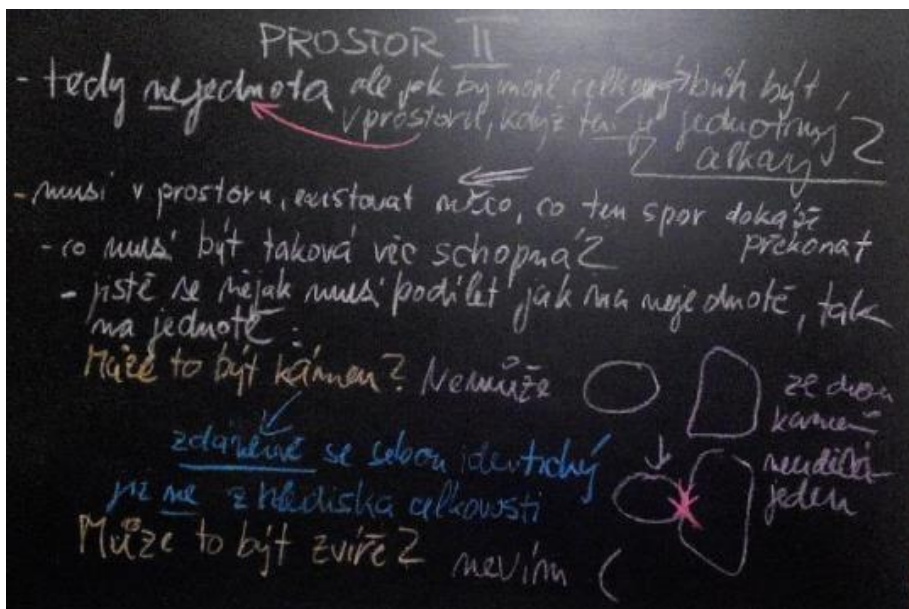 PROSTOR II
- tedy nejednota ale jak by mohl celkový bůh být
v prostoru, když ten je jednotný
celkový ?
- musí v prostoru, existovat něco, co ten spor dokáže
překonat
- co musí být taková věc schopná?
- jistě se nějak musí podílet jak na nejednotě, tak
na jednotě:
Může to být kámen? Nemůže
ze dvou
kamenů
neuděláš
jeden
zdánlivě se sebou identický
již ne z hlediska celkovosti
Může to být zvíře? nevím (